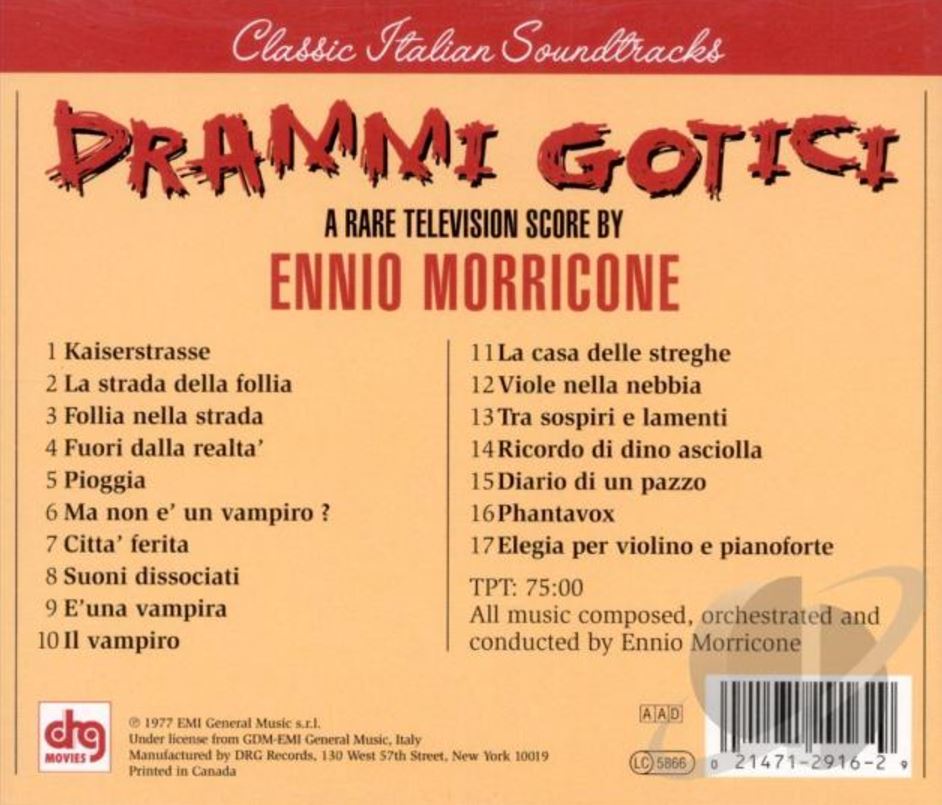 Classic Italian Soundtracks
DRAMMI GOTICI
A RARE TELEVISION SCORE BY
ENNIO MORRICONE
1 Kaiserstrasse
2 La strada della follia
3 Follia nella strada
4 Fuori dalla realta'
5 Pioggia
6 Ma non e' un vampiro ?
7 Citta' ferita
8 Suoni dissociati
9 E'una vampira
10 Il vampiro
11 La casa delle streghe
12 Viole nella nebbia
13 Tra sospiri e lamenti
14 Ricordo di dino asciolla
15 Diario di un pazzo
16 Phantavox
17 Elegia per violino e pianoforte
TPT: 75:00
All music composed, orchestrated and
conducted by Ennio Morricone
drg
MOVIES
℗ 1977 EMI General Music s.r.l.
Under license from GDM-EMI General Music, Italy
Manufactured by DRG Records, 130 West 57th Street, New York 10019
Printed in Canada
AAD
LC 5866
0 21471-2916-2 9